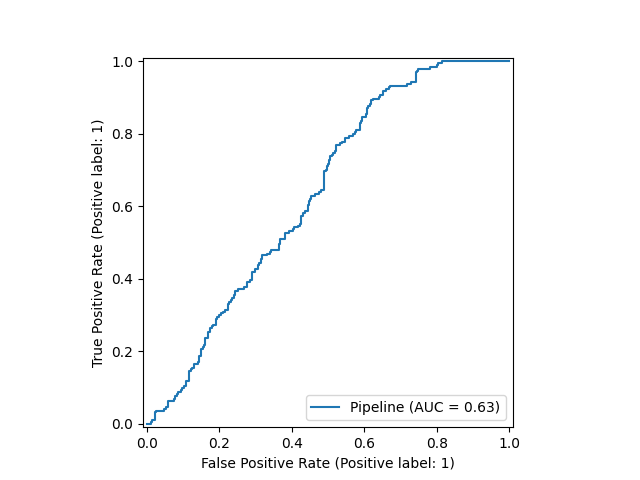 1.0
0.8
0.6
0.4
0.2
0.0
True Positive Rate (Positive label: 1)
Pipeline (AUC = 0.63)
0.0 0.2 0.4 0.6 0.8 1.0
False Positive Rate (Positive label: 1)